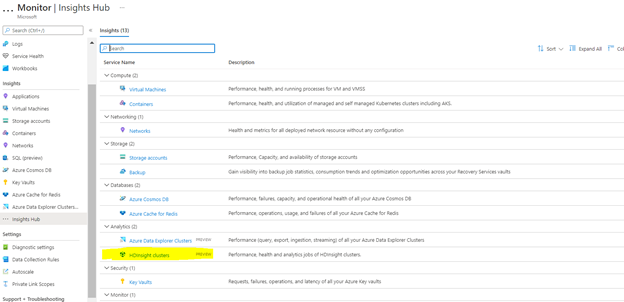 ... Monitor | Insights Hub ...
Microsoft
Search (Ctrl+/)
«
Logs
Service Health
Workbooks
Insights
Applications
Virtual Machines
Storage accounts
Containers
Networks
SQL (preview)
Azure Cosmos DB
Key Vaults
Azure Cache for Redis
Azure Data Explorer Clusters...
Insights Hub
Settings
Diagnostic settings
Data Collection Rules
Autoscale
Private Link Scopes
Support + Troubleshooting
Insights (13)
Search
Sort
Expand All
Col
Service Name Description
Compute (2)
Virtual Machines Performance, health, and running processes for VM and VMSS
Containers Performance, health, and utilization of managed and self managed Kubernetes clusters including AKS.
Networking (1)
Networks Health and metrics for all deployed network resource without any configuration
Storage (2)
Storage accounts Performance, Capacity, and availability of storage accounts
Backup Gain visibility into backup job statistics, consumption trends and optimization opportunities across your Recovery Services vaults
Databases (2)
Azure Cosmos DB Performance, failures, capacity, and operational health of all your Azure Cosmos DB
Azure Cache for Redis Performance, operations, usage, and failures of all your Azure Cache for Redis
Analytics (2)
Azure Data Explorer Clusters PREVIEW Performance (query, export, ingestion, streaming) of all your Azure Data Explorer Clusters
HDInsight clusters PREVIEW Performance, health and analytics jobs of HDInsight clusters.
Security (1)
Key Vaults Requests, failures, operations, and latency of all your Azure Key vaults
Monitor (1)